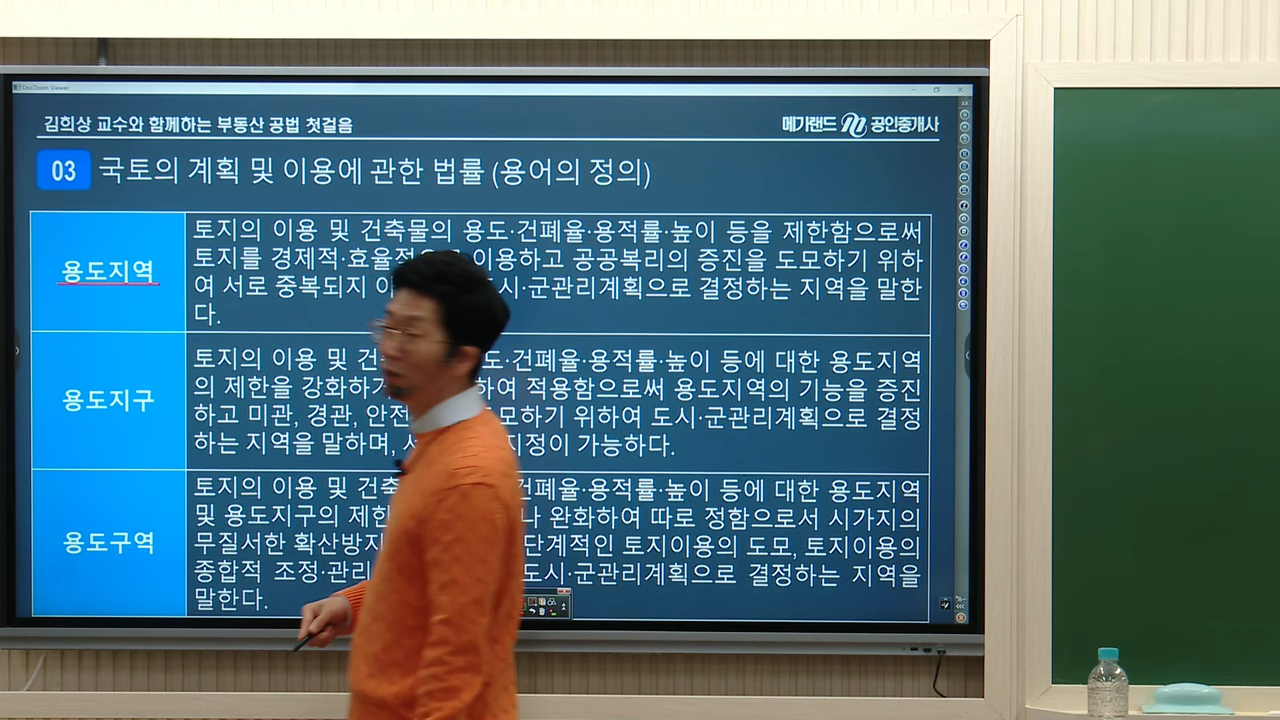 DocZoom Viewer
김희상 교수와 함께하는 부동산 공법 첫걸음
메가랜드 공인중개사
03 국토의 계획 및 이용에 관한 법률 (용어의 정의)
용도지역
토지의 이용 및 건축물의 용도·건폐율·용적률·높이 등을 제한함으로써
토지를 경제적·효율적 이용하고 공공복리의 증진을 도모하기 위하
여 서로 중복되지 시·군관리계획으로 결정하는 지역을 말한
다.
용도지구
토지의 이용 및 도·건폐율·용적률·높이 등에 대한 용도지역
의 제한을 강화하 하여 적용함으로써 용도지역의 기능을 증진
하고 미관, 경관, 안전 모하기 위하여 도시·군관리계획으로 결정
하는 지역을 말하며, 지정이 가능하다.
용도구역
토지의 이용 및 건축 건폐율·용적률·높이 등에 대한 용도지역
및 용도지구의 제한 나 완화하여 따로 정함으로서 시가지의
무질서한 확산방지 단계적인 토지이용의 도모, 토지이용의
종합적 조정·관리 도시·군관리계획으로 결정하는 지역을
말한다.